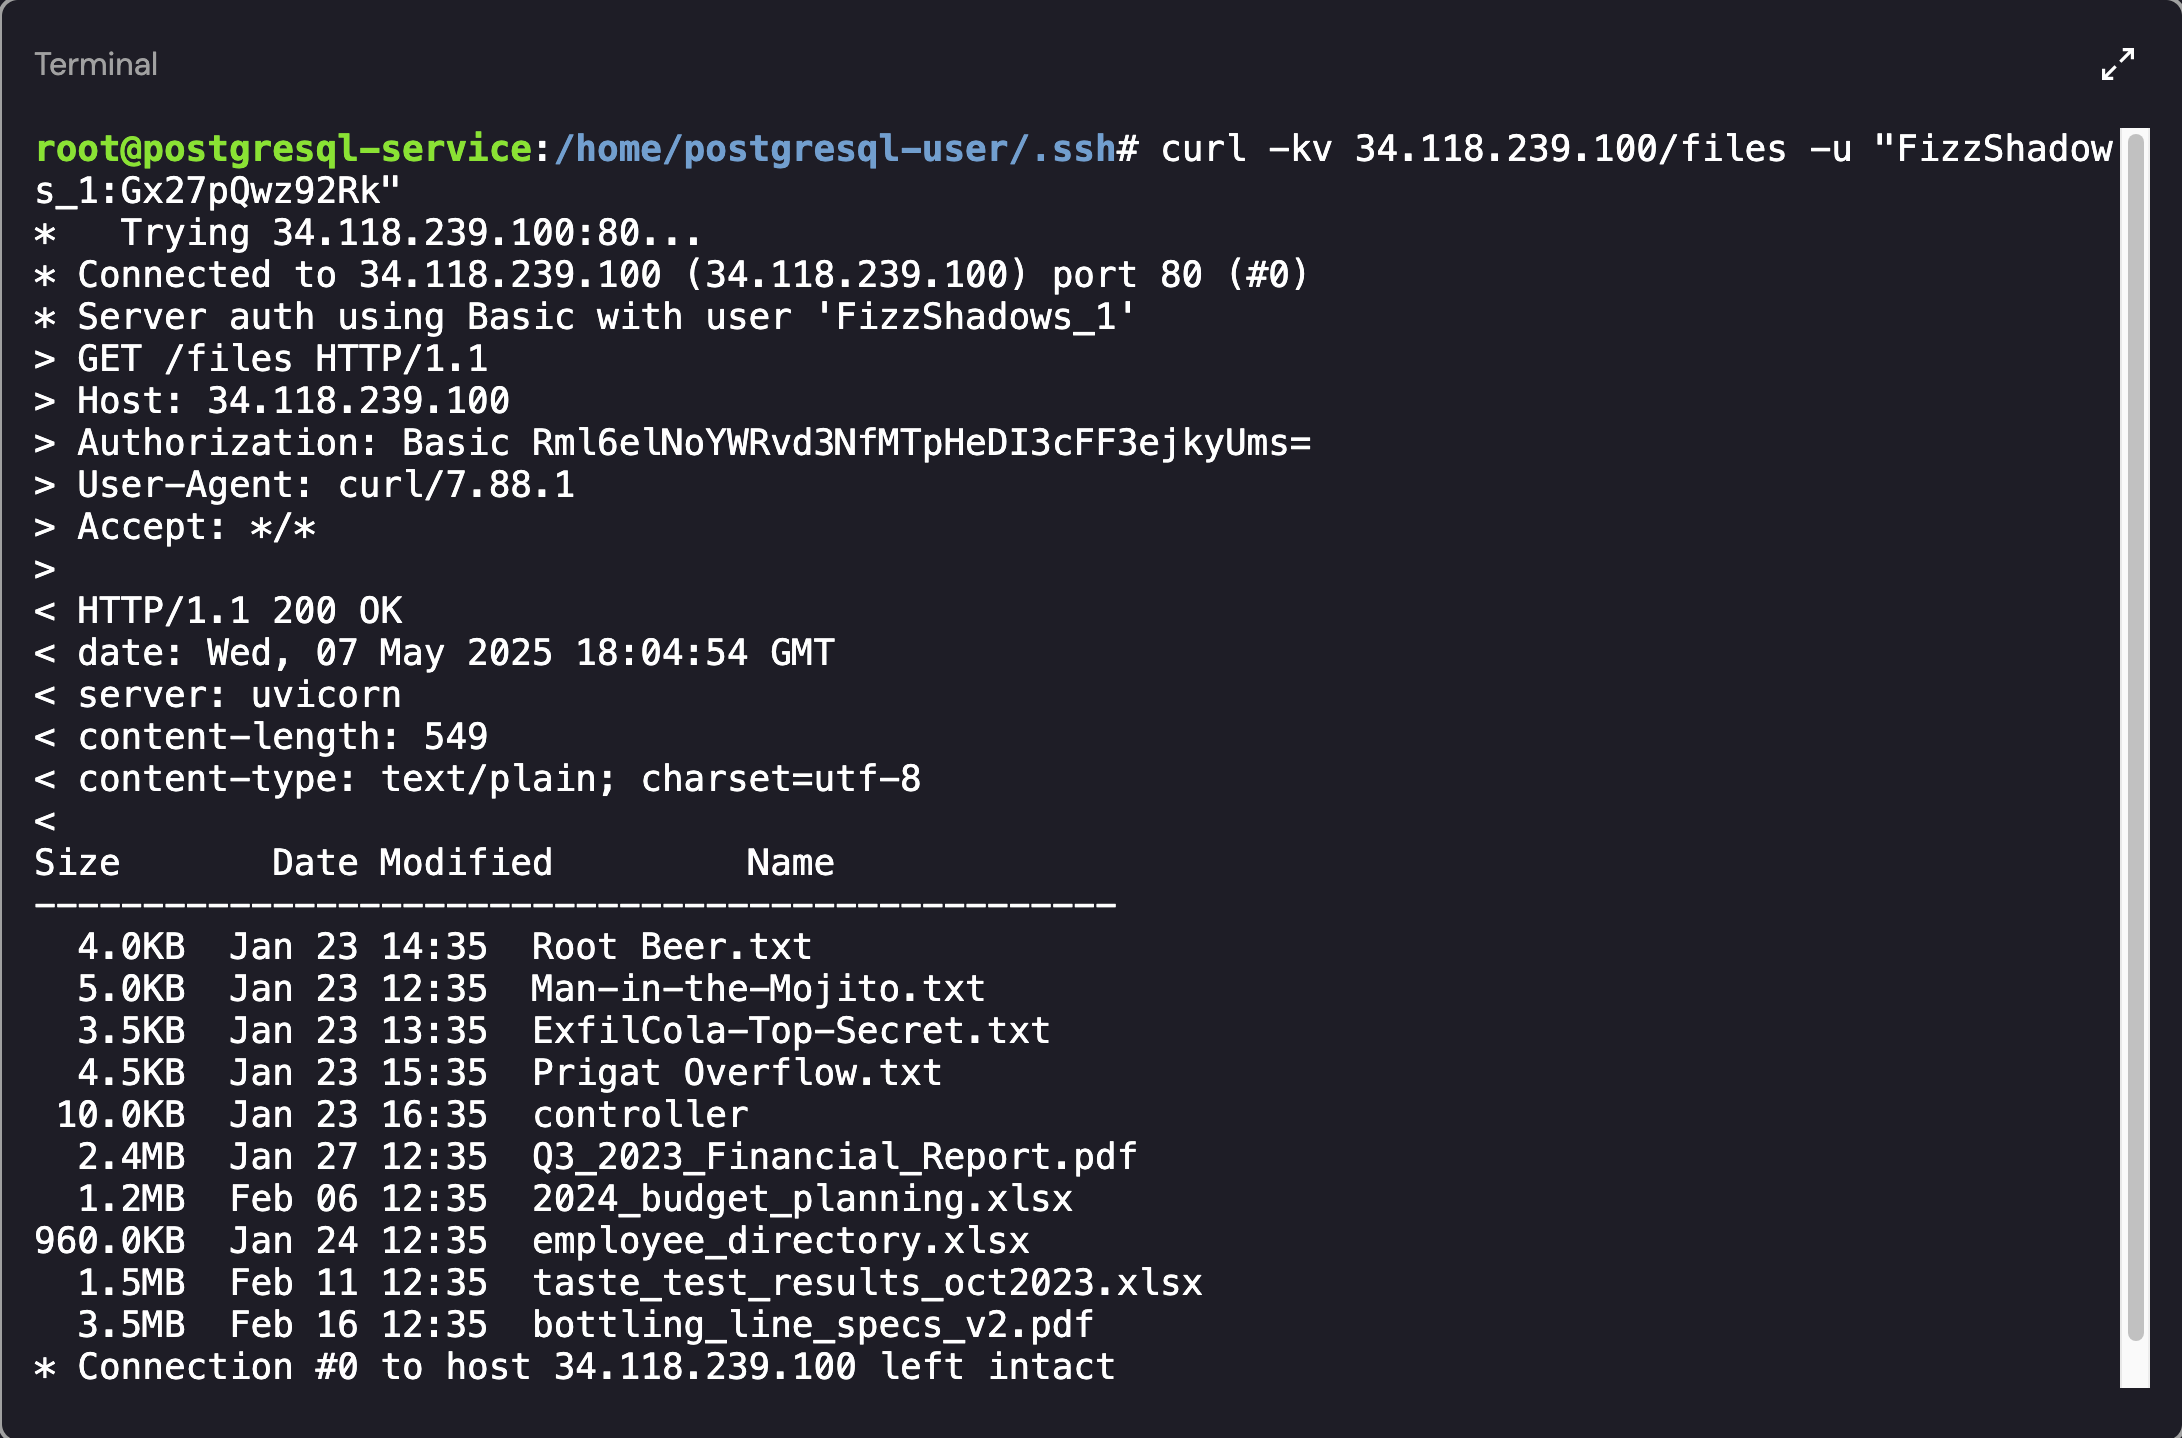 Terminal
root@postgresql-service:/home/postgresql-user/.ssh# curl -kv 34.118.239.100/files -u "FizzShadow
s_1:Gx27pQwz92Rk"
*   Trying 34.118.239.100:80...
* Connected to 34.118.239.100 (34.118.239.100) port 80 (#0)
* Server auth using Basic with user 'FizzShadows_1'
> GET /files HTTP/1.1
> Host: 34.118.239.100
> Authorization: Basic Rml6elNoYWRvd3NfMTpHeDI3cFF3ejkyUms=
> User-Agent: curl/7.88.1
> Accept: */*
>
< HTTP/1.1 200 OK
< date: Wed, 07 May 2025 18:04:54 GMT
< server: uvicorn
< content-length: 549
< content-type: text/plain; charset=utf-8
<
Size       Date Modified         Name
--------------------------------------------------
  4.0KB  Jan 23 14:35  Root Beer.txt
  5.0KB  Jan 23 12:35  Man-in-the-Mojito.txt
  3.5KB  Jan 23 13:35  ExfilCola-Top-Secret.txt
  4.5KB  Jan 23 15:35  Prigat Overflow.txt
 10.0KB  Jan 23 16:35  controller
  2.4MB  Jan 27 12:35  Q3_2023_Financial_Report.pdf
  1.2MB  Feb 06 12:35  2024_budget_planning.xlsx
960.0KB  Jan 24 12:35  employee_directory.xlsx
  1.5MB  Feb 11 12:35  taste_test_results_oct2023.xlsx
  3.5MB  Feb 16 12:35  bottling_line_specs_v2.pdf
* Connection #0 to host 34.118.239.100 left intact